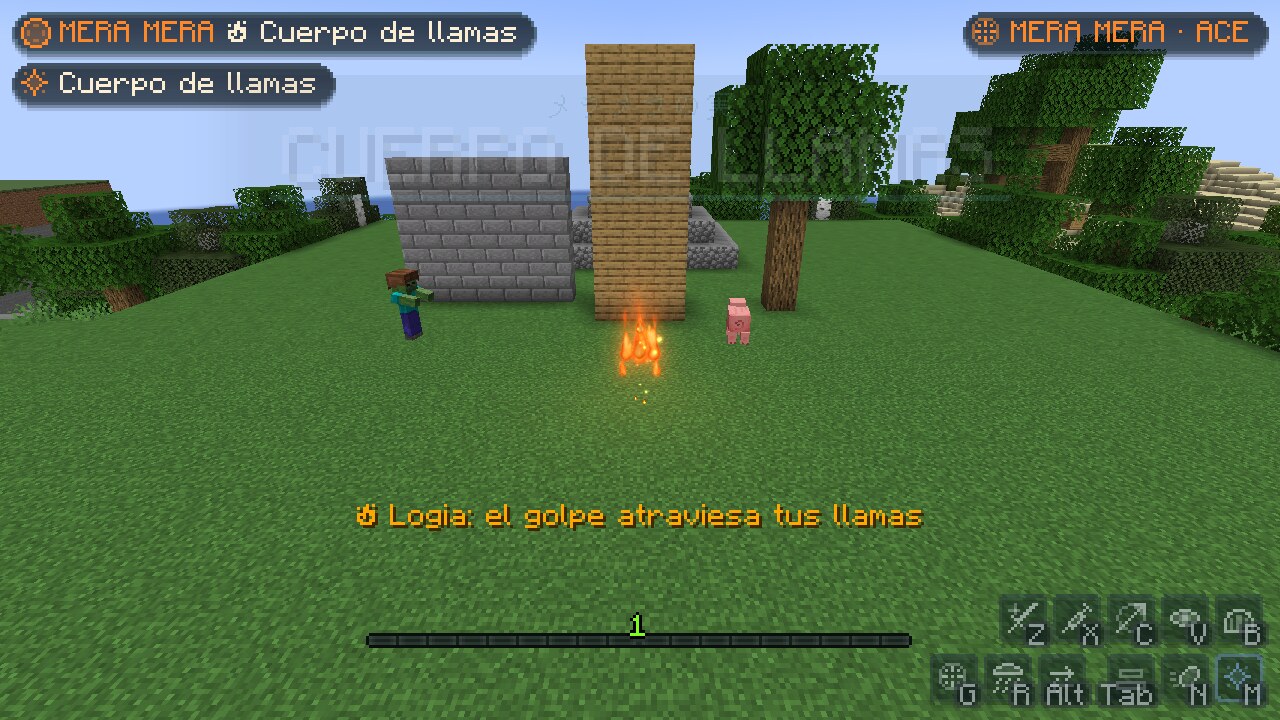 MERA MERA Cuerpo de llamas
MERA MERA · ACE
Cuerpo de llamas
CUERPO DE LLAMAS
Logia: el golpe atraviesa tus llamas
1
Z X C V B
G R Alt Tab N M